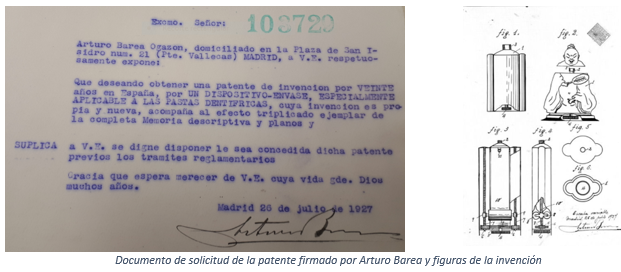 Excmo. Señor: 103729
Arturo Barea Ogazon, domiciliado en la Plaza de San I-
sidro num. 21 (Pte. Vallecas) MADRID, a V.E. respetuo-
samente expone:
Que deseando obtener una patente de invencion por VEINTE
años en España, por UN DISPOSITIVO-ENVASE, ESPECIALMENTE
APLICABLE A LAS PASTAS DENTIFRICAS, cuya invencion es pro-
pia y nueva, acompaña al efecto triplicado ejemplar de
la completa Memoria descriptiva y planos y
SUPLICA a V.E. se digne disponer le sea concedida dicha patente
previos los tramites reglamentarios
Gracia que espera merecer de V.E. cuya vida gde. Dios
muchos años.
Madrid 26 de julio de 1927
Arturo Barea
fig. 1.
fig. 2.
fig. 3
fig. 4
fig. 5
fig. 6.
Documento de solicitud de la patente firmado por Arturo Barea y figuras de la invención